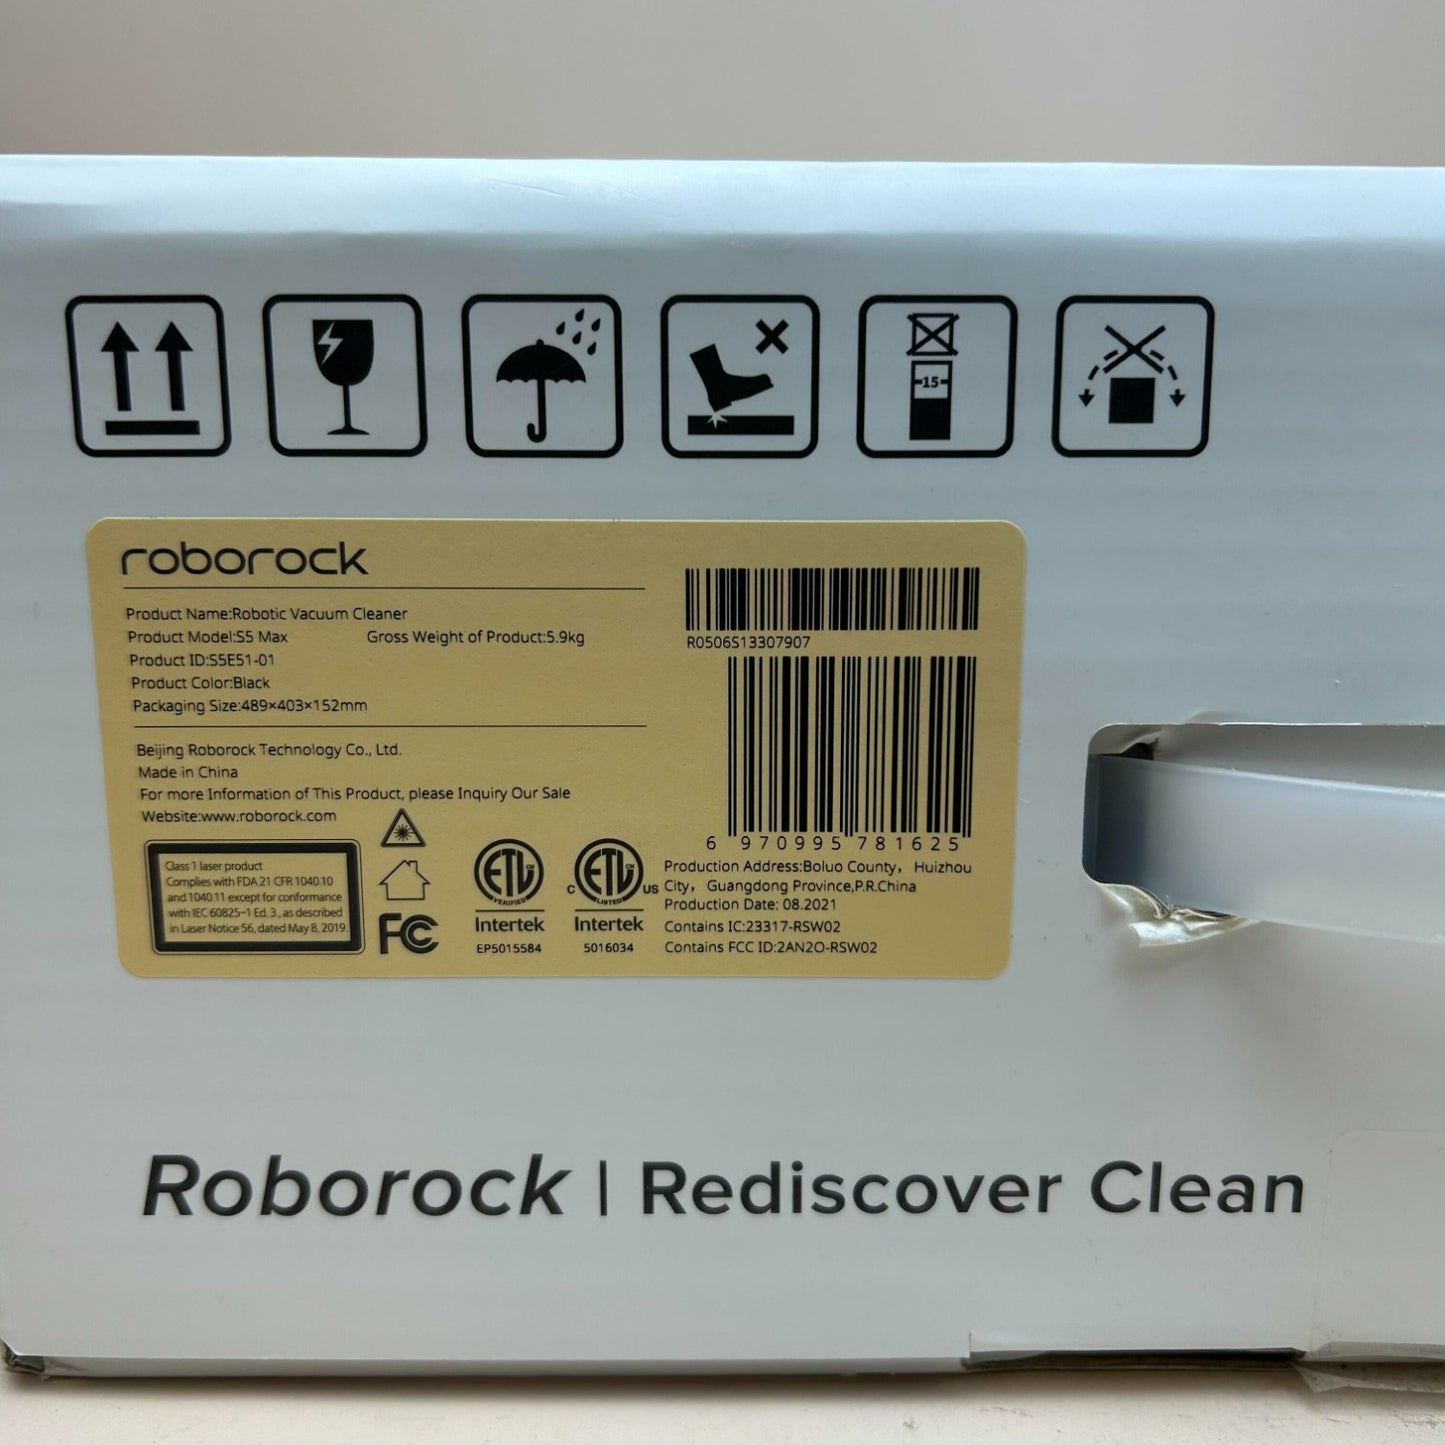 15
roborock
Product Name:Robotic Vacuum Cleaner
Product Model:S5 Max Gross Weight of Product:5.9kg
Product ID:S5E51-01
Product Color:Black
Packaging Size:489×403×152mm
Beijing Roborock Technology Co., Ltd.
Made in China
For more Information of This Product, please Inquiry Our Sale
Website:www.roborock.com
Class 1 laser product
Complies with FDA 21 CFR 1040.10
and 1040.11 except for conformance
with IEC 60825-1 Ed. 3., as described
in Laser Notice 56, dated May 8, 2019.
FC
ETL
VERIFIED
Intertek
EP5015584
C ETL US
LISTED
Intertek
5016034
R0506S13307907
6 970995 781625
Production Address:Boluo County, Huizhou
City, Guangdong Province,P.R.China
Production Date: 08.2021
Contains IC:23317-RSW02
Contains FCC ID:2AN2O-RSW02
Roborock | Rediscover Clean